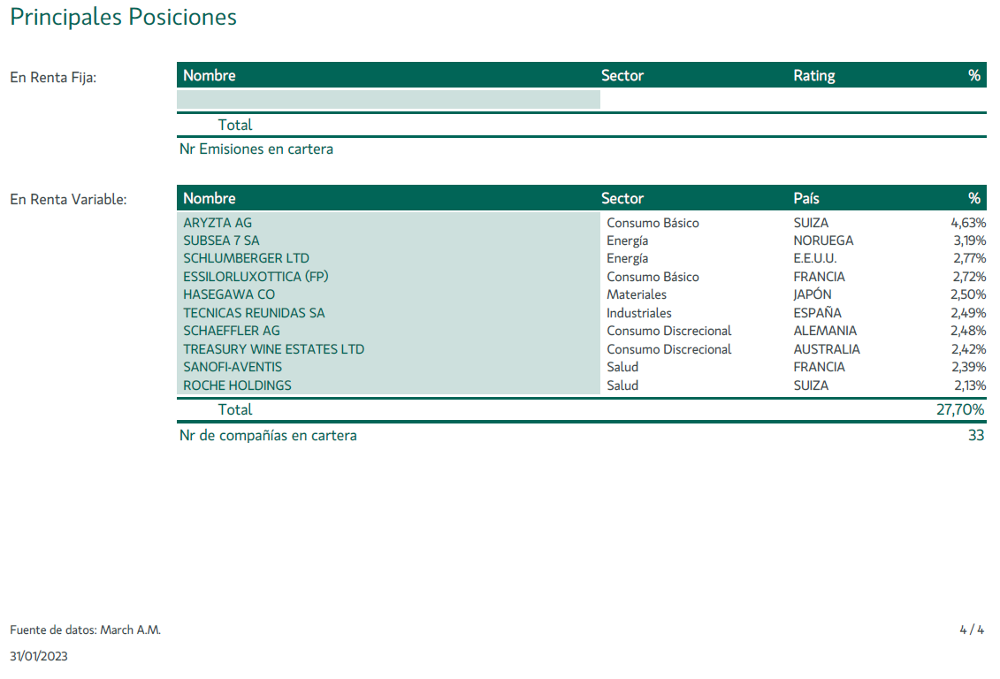 Principales Posiciones
En Renta Fija:
Nombre Sector Rating %
Total
Nr Emisiones en cartera
En Renta Variable:
Nombre Sector País %
ARYZTA AG Consumo Básico SUIZA 4,63%
SUBSEA 7 SA Energía NORUEGA 3,19%
SCHLUMBERGER LTD Energía E.E.U.U. 2,77%
ESSILORLUXOTTICA (FP) Consumo Básico FRANCIA 2,72%
HASEGAWA CO Materiales JAPÓN 2,50%
TECNICAS REUNIDAS SA Industriales ESPAÑA 2,49%
SCHAEFFLER AG Consumo Discrecional ALEMANIA 2,48%
TREASURY WINE ESTATES LTD Consumo Discrecional AUSTRALIA 2,42%
SANOFI-AVENTIS Salud FRANCIA 2,39%
ROCHE HOLDINGS Salud SUIZA 2,13%
Total 27,70%
Nr de compañías en cartera 33
Fuente de datos: March A.M. 4 / 4
31/01/2023